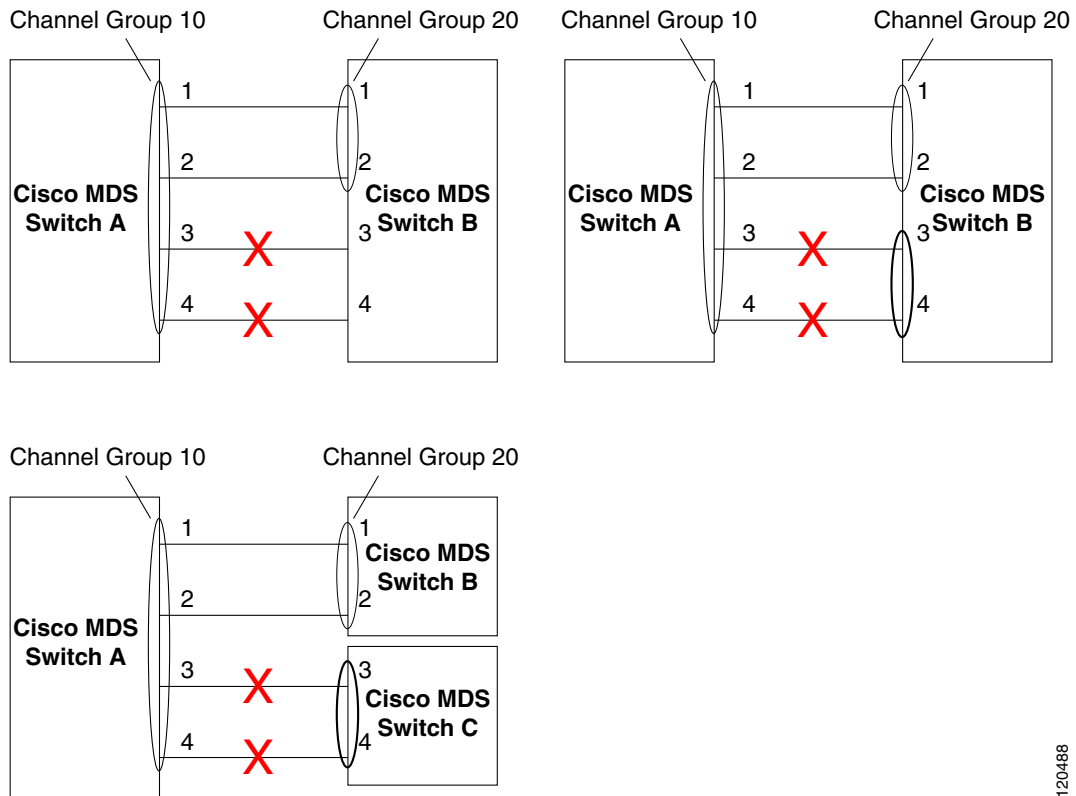 Channel Group 10
Channel Group 20
1
1
2
2
Cisco MDS
Switch A
Cisco MDS
Switch B
3
X
3
4
X
4
Channel Group 10
Channel Group 20
1
1
2
2
Cisco MDS
Switch A
Cisco MDS
Switch B
3
X
3
4
X
4
Channel Group 10
Channel Group 20
1
1
Cisco MDS
Switch B
2
2
Cisco MDS
Switch A
3
X
3
Cisco MDS
Switch C
4
X
4
120488